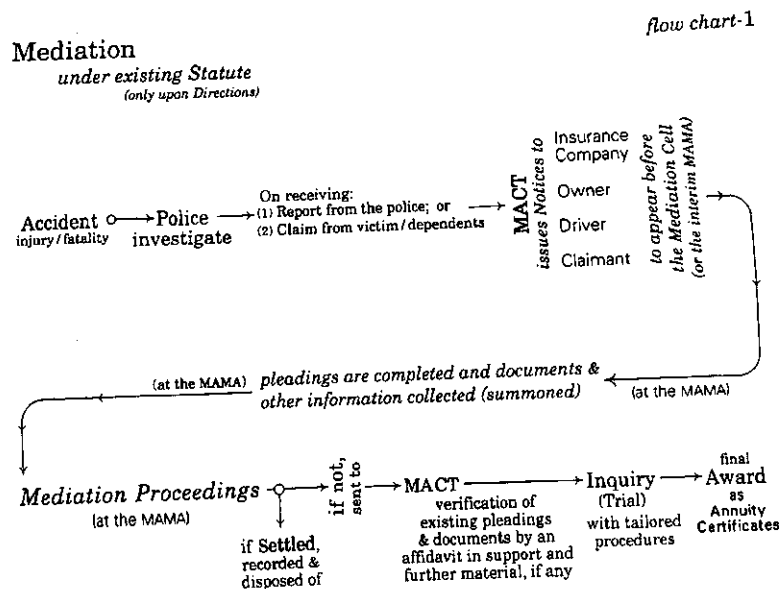 flow chart-1
Mediation
under existing Statute
(only upon Directions)
Accident
injury/fatality
Police
investigate
On receiving:
(1) Report from the police; or
(2) Claim from victim/dependents
MACT
issues Notices to
Insurance
Company
Owner
Driver
Claimant
to appear before
the Mediation Cell
(or the interim MAMA)
(at the MAMA)
pleadings are completed and documents &
other information collected (summoned)
(at the MAMA)
Mediation Proceedings
(at the MAMA)
if Settled,
recorded &
disposed of
if not,
sent to
MACT
verification of
existing pleadings
& documents by an
affidavit in support and
further material, if any
Inquiry
(Trial)
with tailored
procedures
final
Award
as
Annuity
Certificates